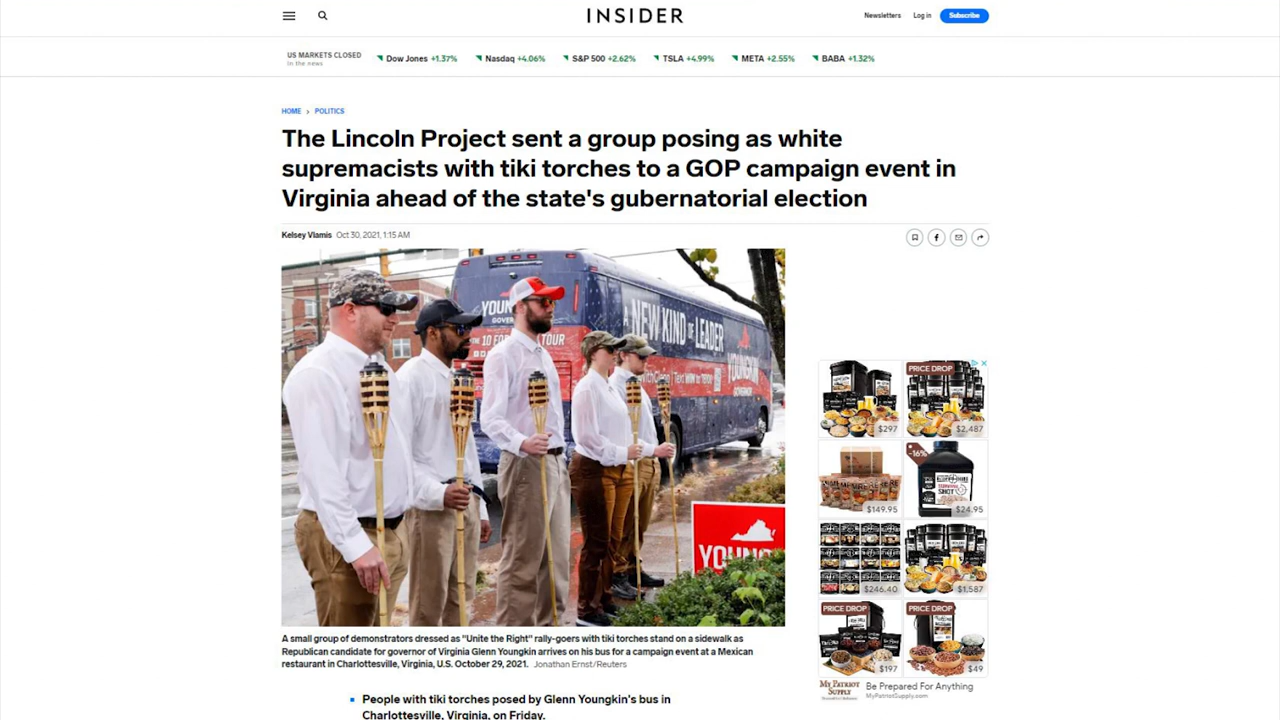 INSIDER
Newsletters
Log in
Subscribe
US MARKETS CLOSED
In the news
Dow Jones +1.37%
Nasdaq +4.06%
S&P 500 +2.62%
TSLA +4.99%
META +2.55%
BABA +1.32%
HOME > POLITICS
The Lincoln Project sent a group posing as white
supremacists with tiki torches to a GOP campaign event in
Virginia ahead of the state's gubernatorial election
Kelsey Vlamis Oct 30, 2021, 1:15 AM
A NEW KIND of LEADER
YOUNGKIN
GOVERNOR
A small group of demonstrators dressed as "Unite the Right" rally-goers with tiki torches stand on a sidewalk as
Republican candidate for governor of Virginia Glenn Youngkin arrives on his bus for a campaign event at a Mexican
restaurant in Charlottesville, Virginia, U.S. October 29, 2021. Jonathan Ernst/Reuters
People with tiki torches posed by Glenn Youngkin's bus in
Charlottesville, Virginia, on Friday.
$297
PRICE DROP
$2,487
$149.95
-16%
$24.95
$246.40
$1,587
PRICE DROP
$197
PRICE DROP
$49
MY PATRIOT
SUPPLY
Be Prepared For Anything
MyPatriotSupply.com